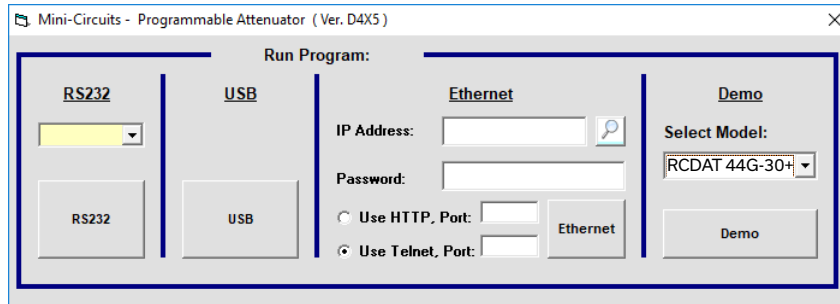 Mini-Circuits - Programmable Attenuator ( Ver. D4X5 )
Run Program:
RS232
RS232
USB
USB
Ethernet
IP Address:
Password:
Use HTTP, Port:
Use Telnet, Port:
Ethernet
Demo
Select Model:
RCDAT 44G-30+
Demo